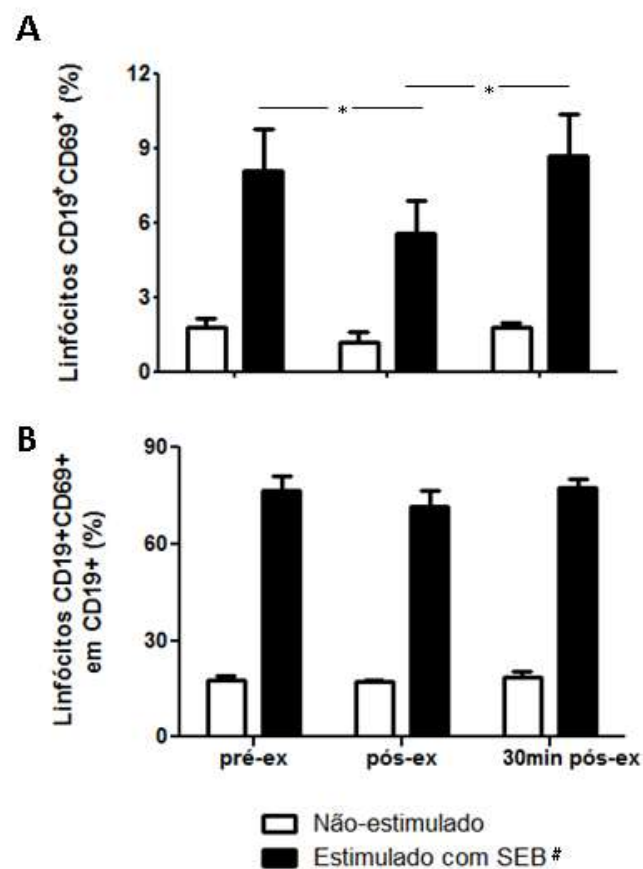 A
Linfócitos CD19+CD69+ (%)
12
9
6
3
0
*
*
B
Linfócitos CD19+CD69+
em CD19+ (%)
90
60
30
0
pré-ex
pós-ex
30min pós-ex
Não-estimulado
Estimulado com SEB #